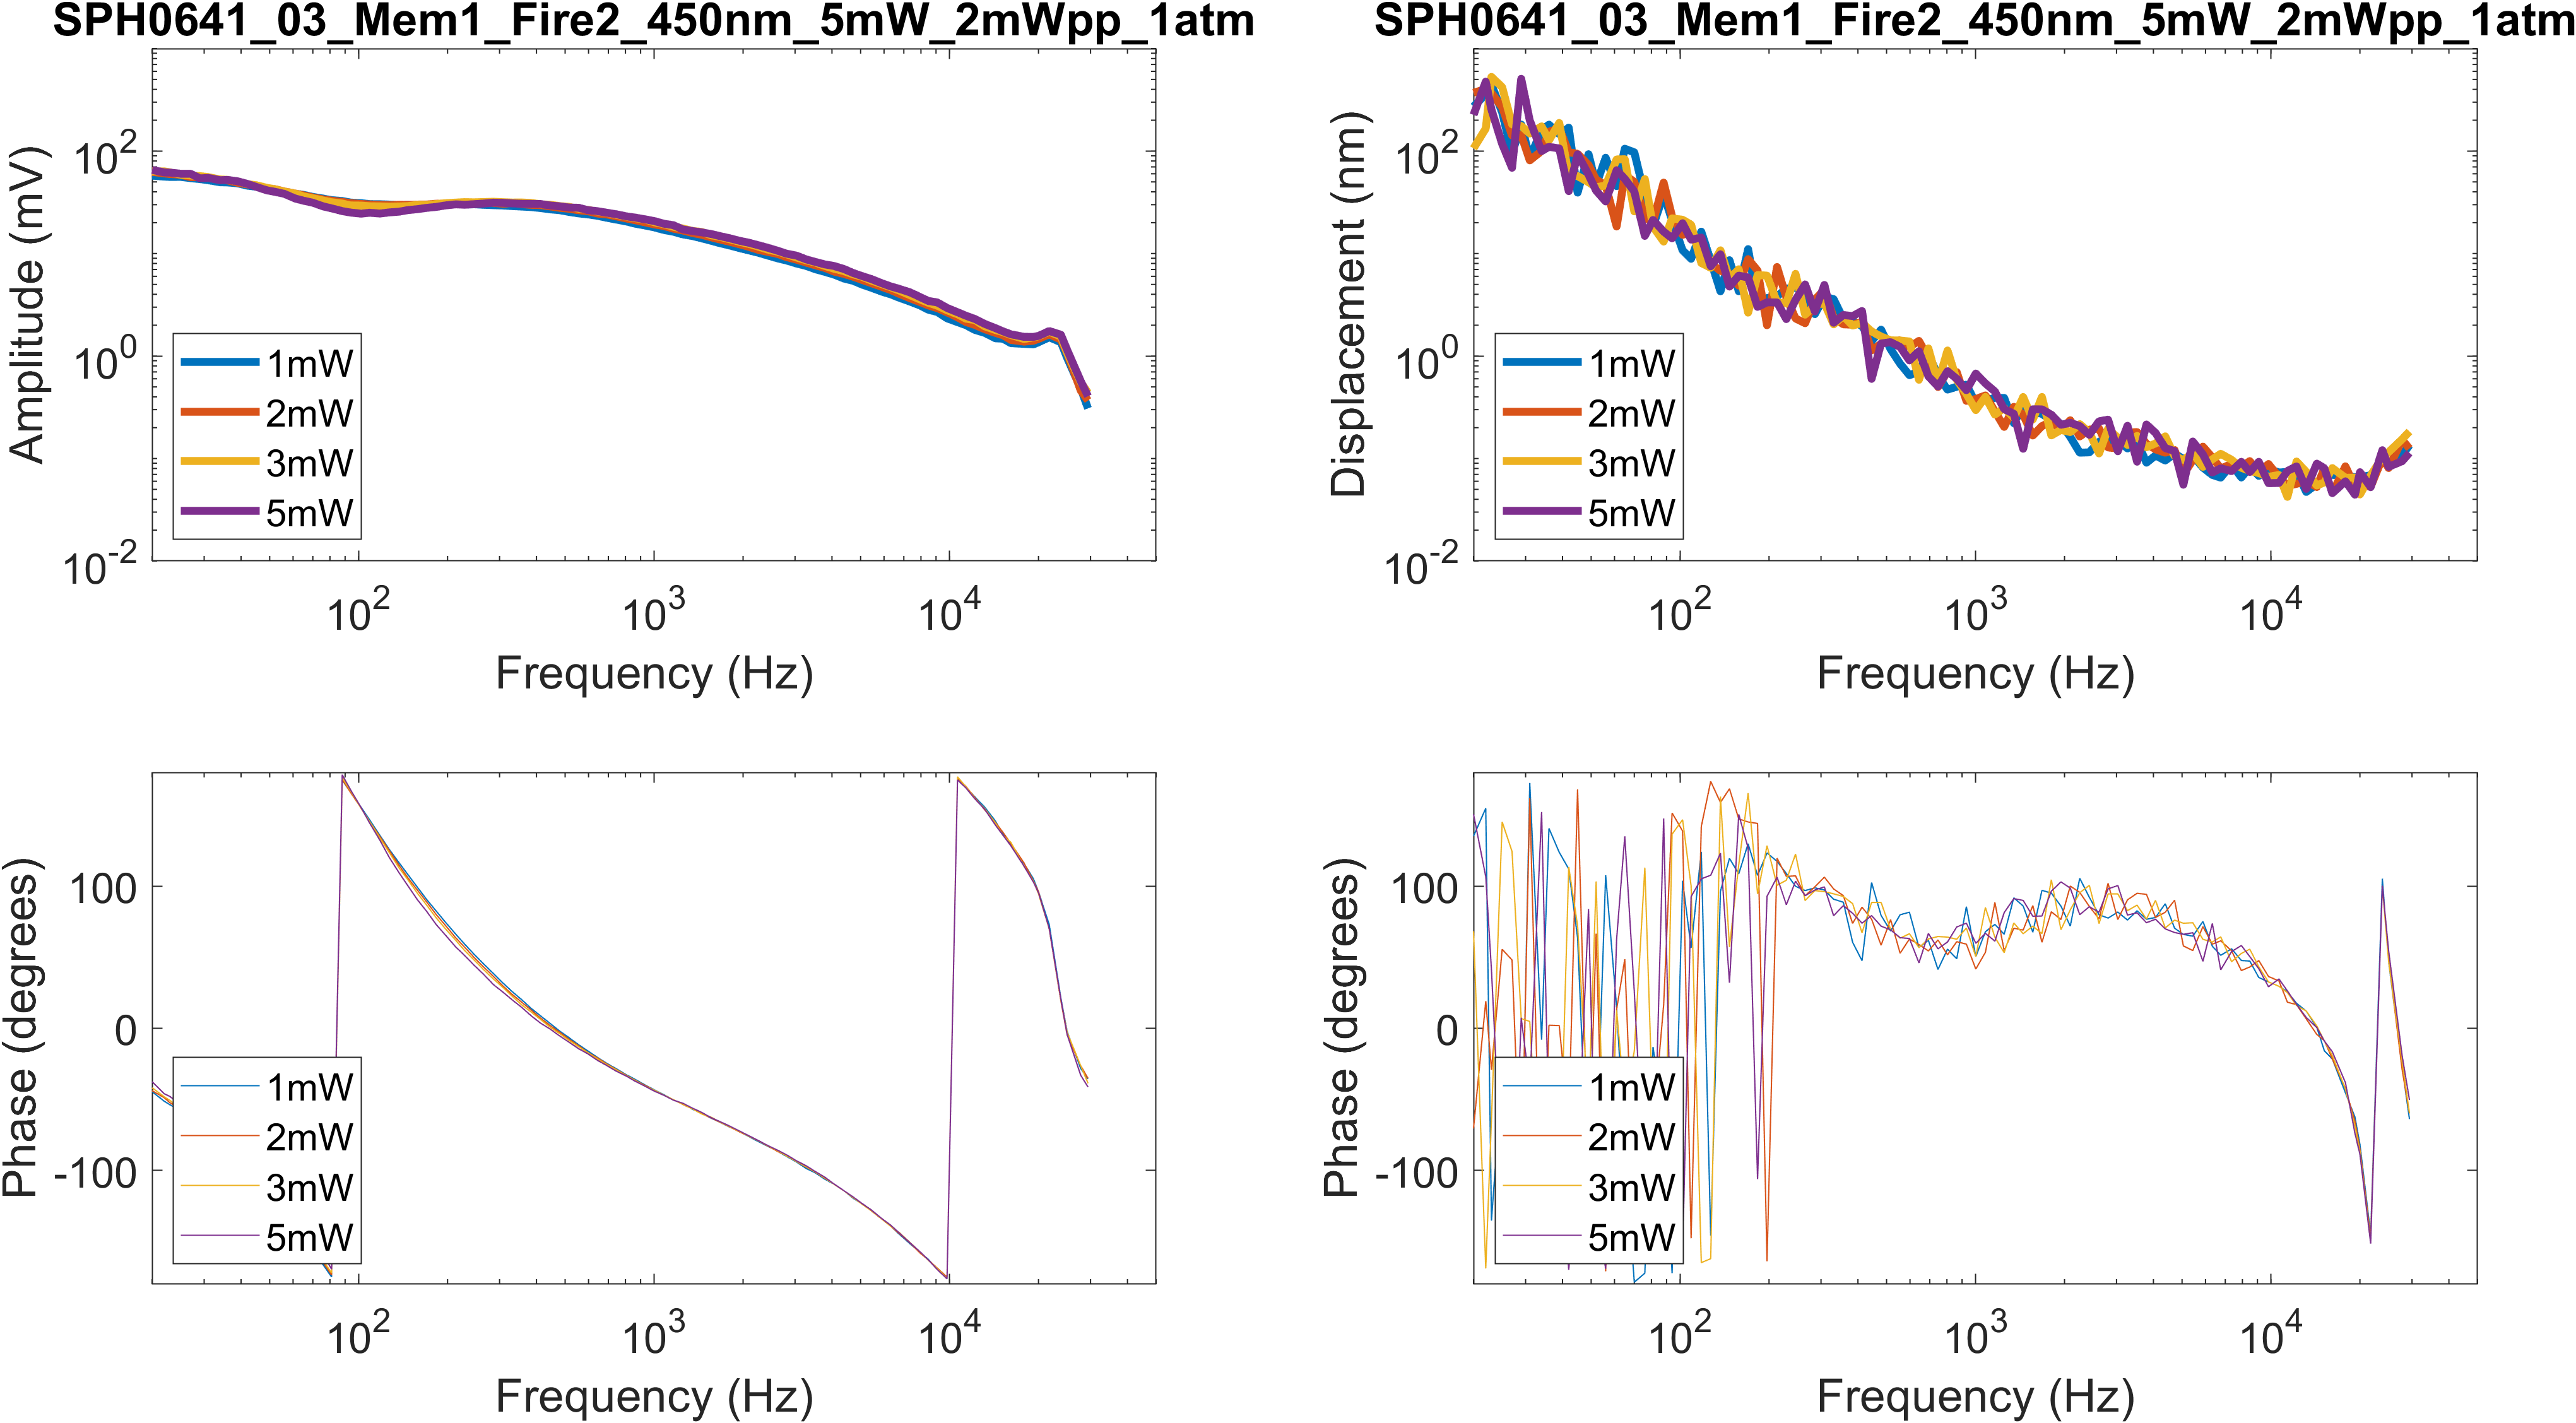 SPH0641_03_Mem1_Fire2_450nm_5mW_2mWpp_1atm
Amplitude (mV)
10^2
10^0
10^-2
1mW
2mW
3mW
5mW
10^2
10^3
10^4
Frequency (Hz)
SPH0641_03_Mem1_Fire2_450nm_5mW_2mWpp_1atm
Displacement (nm)
10^2
10^0
10^-2
1mW
2mW
3mW
5mW
10^2
10^3
10^4
Frequency (Hz)
Phase (degrees)
100
0
-100
1mW
2mW
3mW
5mW
10^2
10^3
10^4
Frequency (Hz)
Phase (degrees)
100
0
-100
1mW
2mW
3mW
5mW
10^2
10^3
10^4
Frequency (Hz)